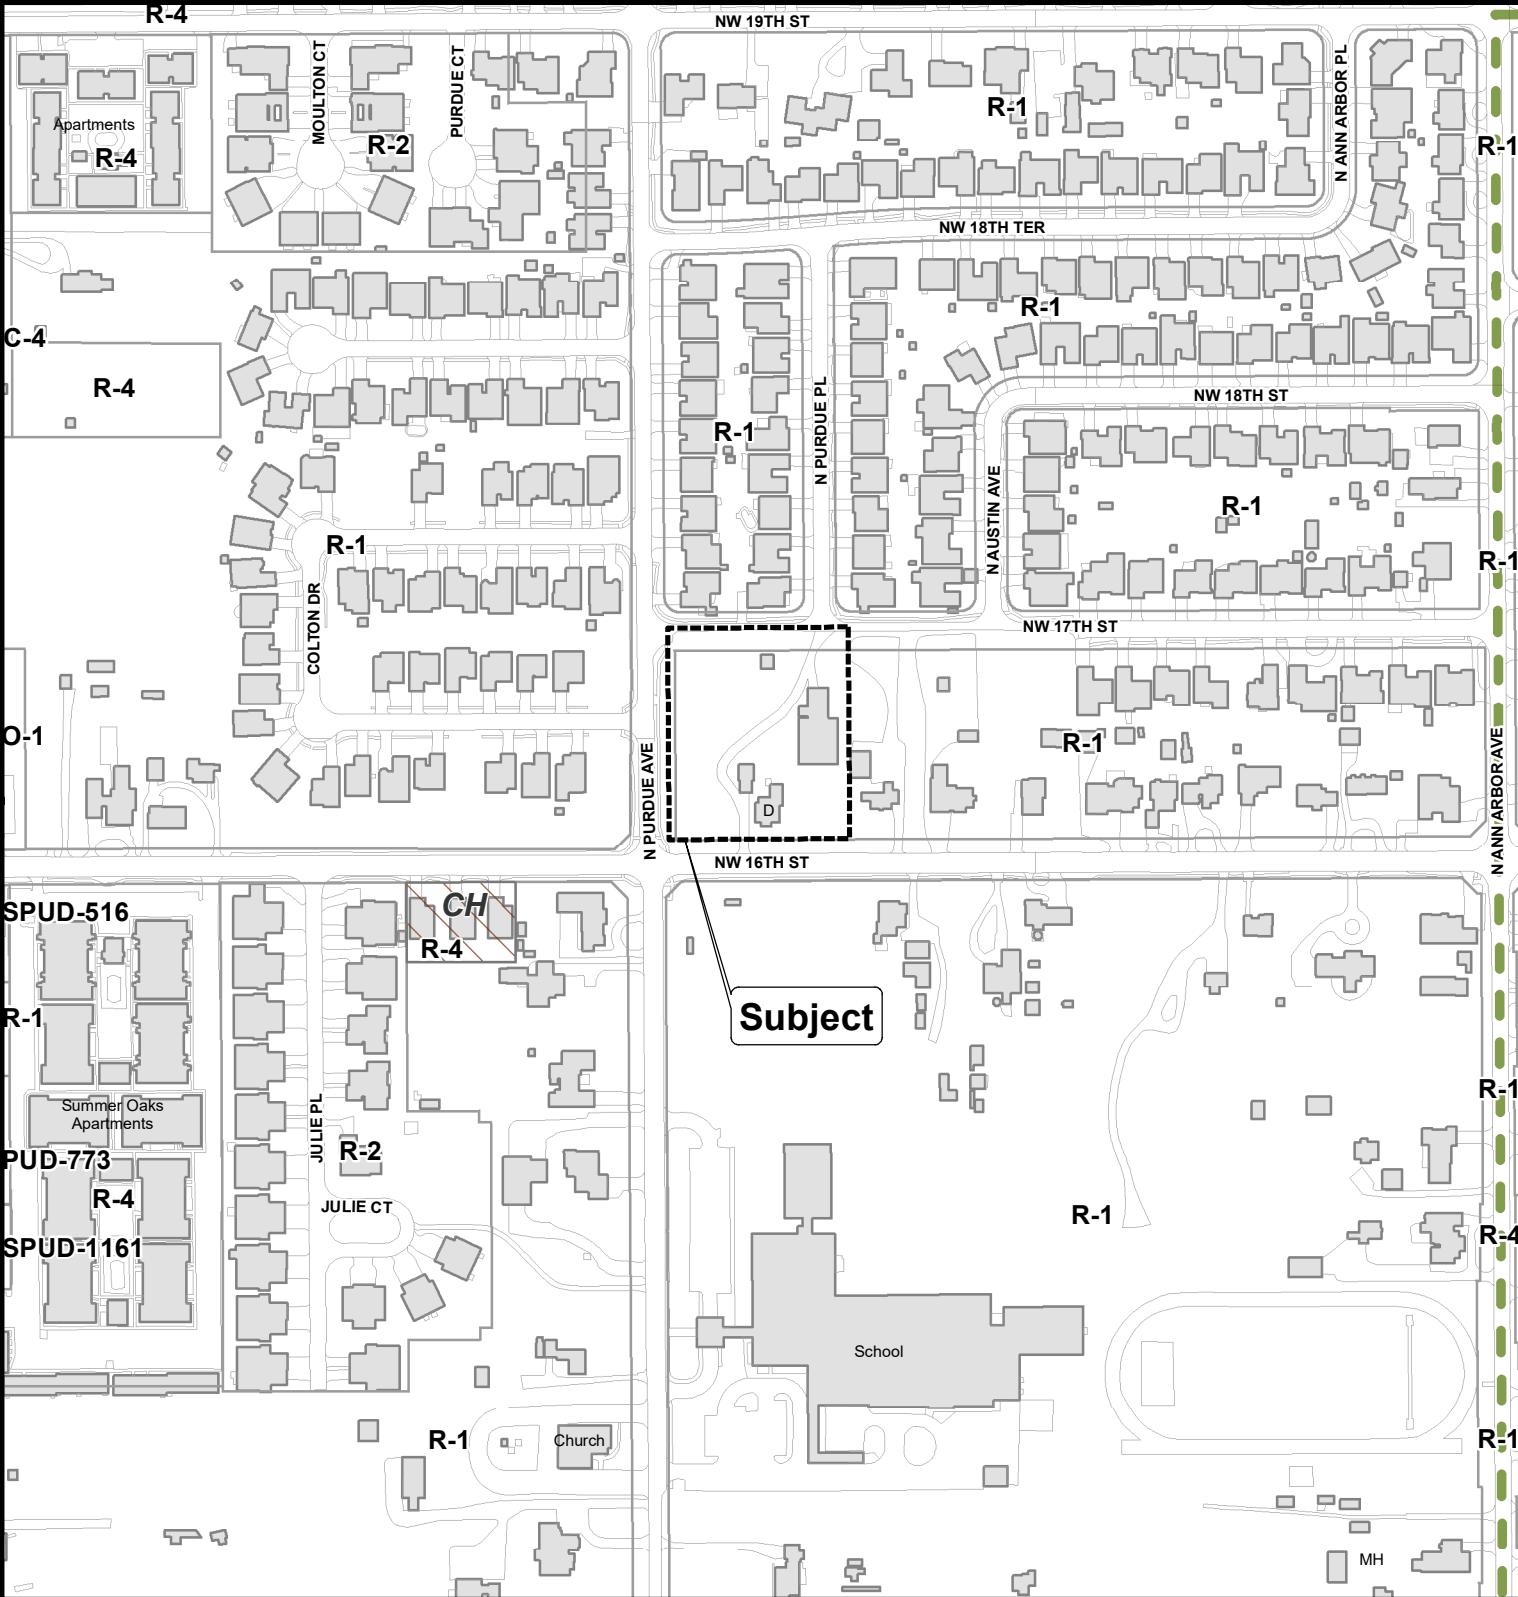 R-4
NW 19TH ST
MOULTON CT
PURDUE CT
N ANN ARBOR PL
R-1
Apartments
R-4
R-2
R-1
NW 18TH TER
R-1
C-4
R-4
N PURDUE PL
NW 18TH ST
R-1
N AUSTIN AVE
R-1
R-1
R-1
COLTON DR
NW 17TH ST
O-1
N PURDUE AVE
R-1
N ANN ARBOR AVE
D
NW 16TH ST
SPUD-516
CH
R-4
R-1
Subject
Summer Oaks
Apartments
JULIE PL
R-1
PUD-773
R-2
R-4
JULIE CT
R-1
SPUD-1161
R-4
School
R-1
Church
R-1
MH